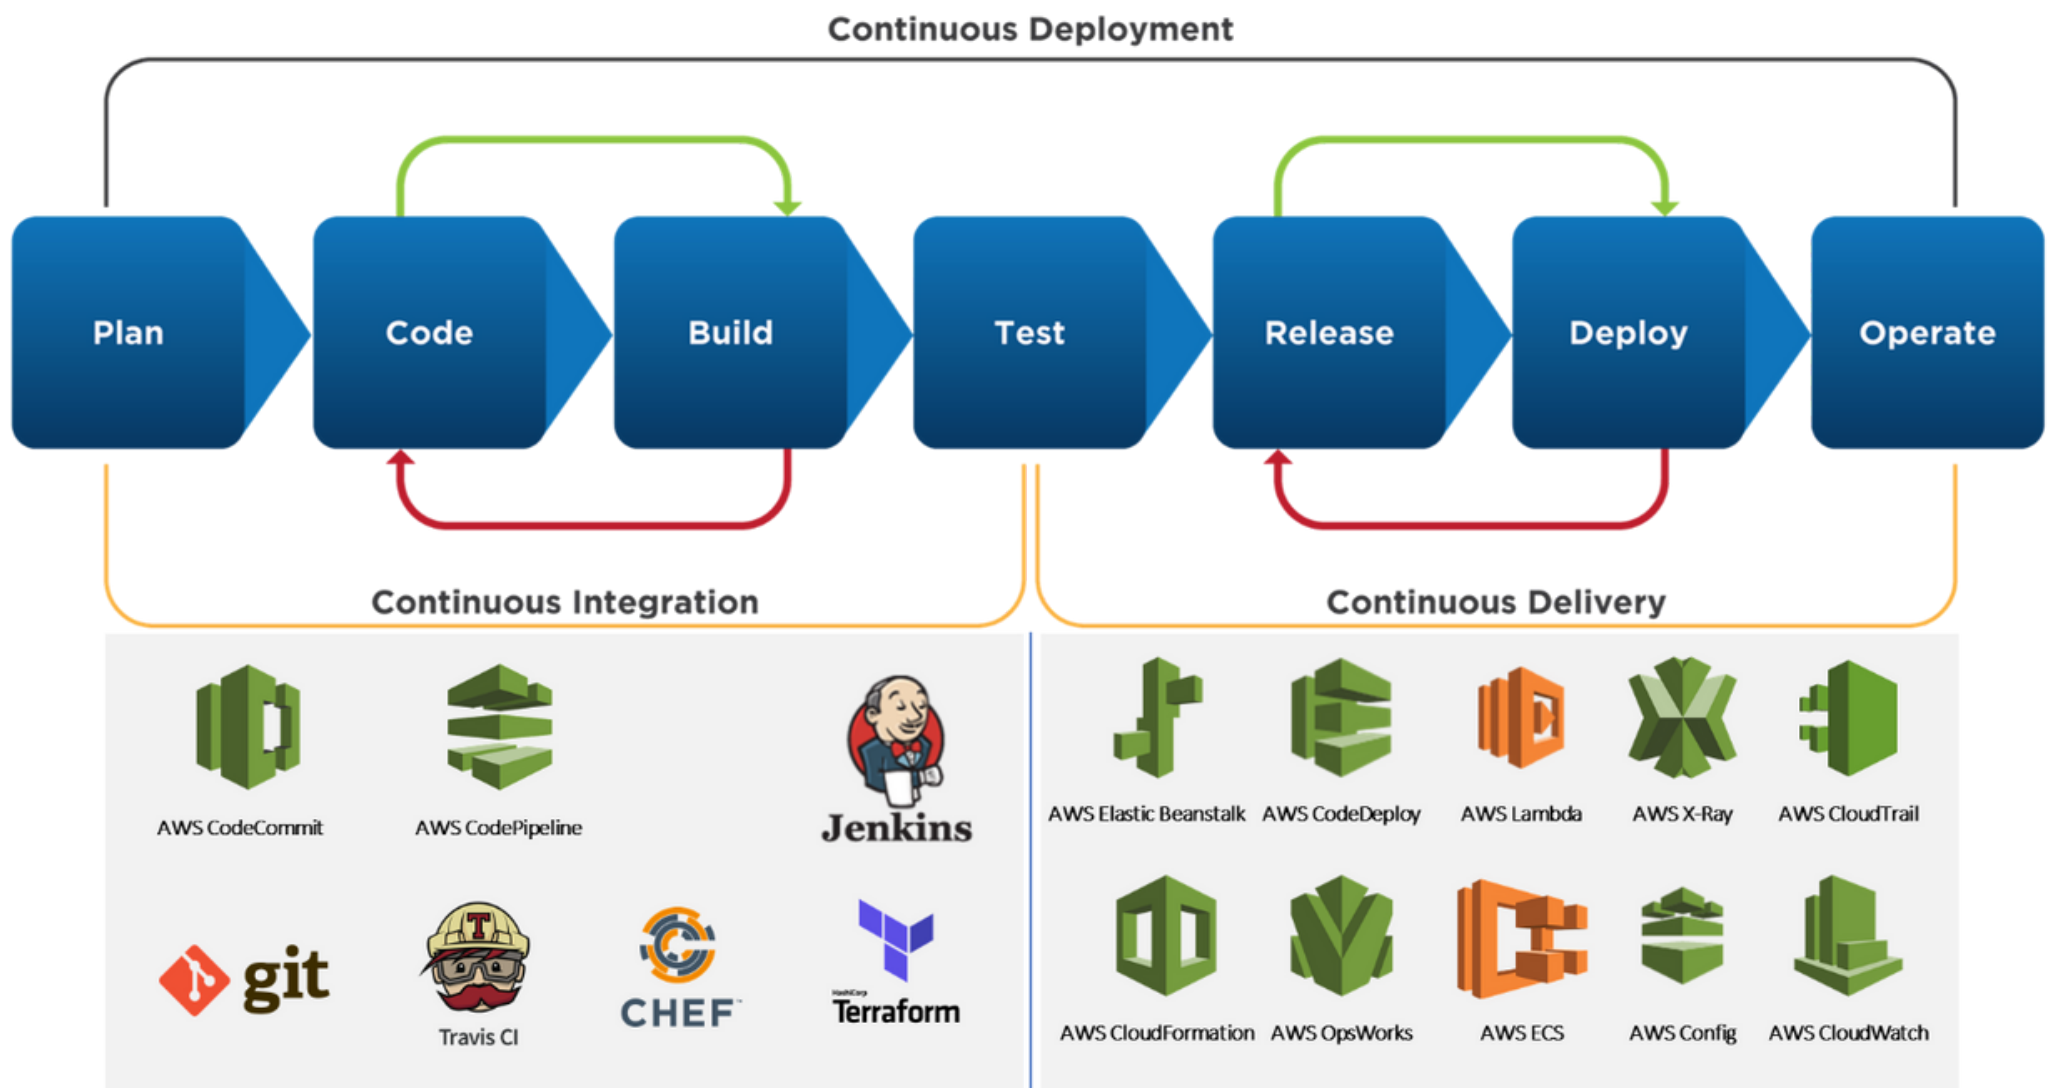 Continuous Deployment
Plan
Code
Build
Test
Release
Deploy
Operate
Continuous Integration
Continuous Delivery
AWS CodeCommit
AWS CodePipeline
Jenkins
AWS Elastic Beanstalk
AWS CodeDeploy
AWS Lambda
AWS X-Ray
AWS CloudTrail
git
T
Travis CI
CHEF™
HashiCorp
Terraform
AWS CloudFormation
AWS OpsWorks
AWS ECS
AWS Config
AWS CloudWatch